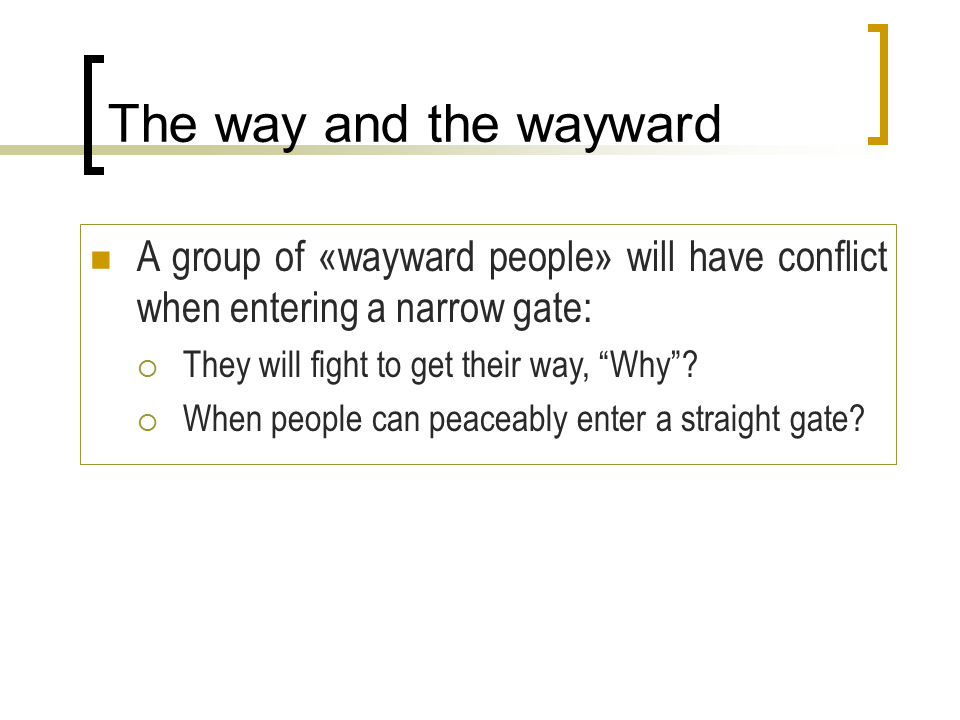 The way and the wayward
A group of «wayward people» will have conflict
when entering a narrow gate:
They will fight to get their way, “Why”?
When people can peaceably enter a straight gate?